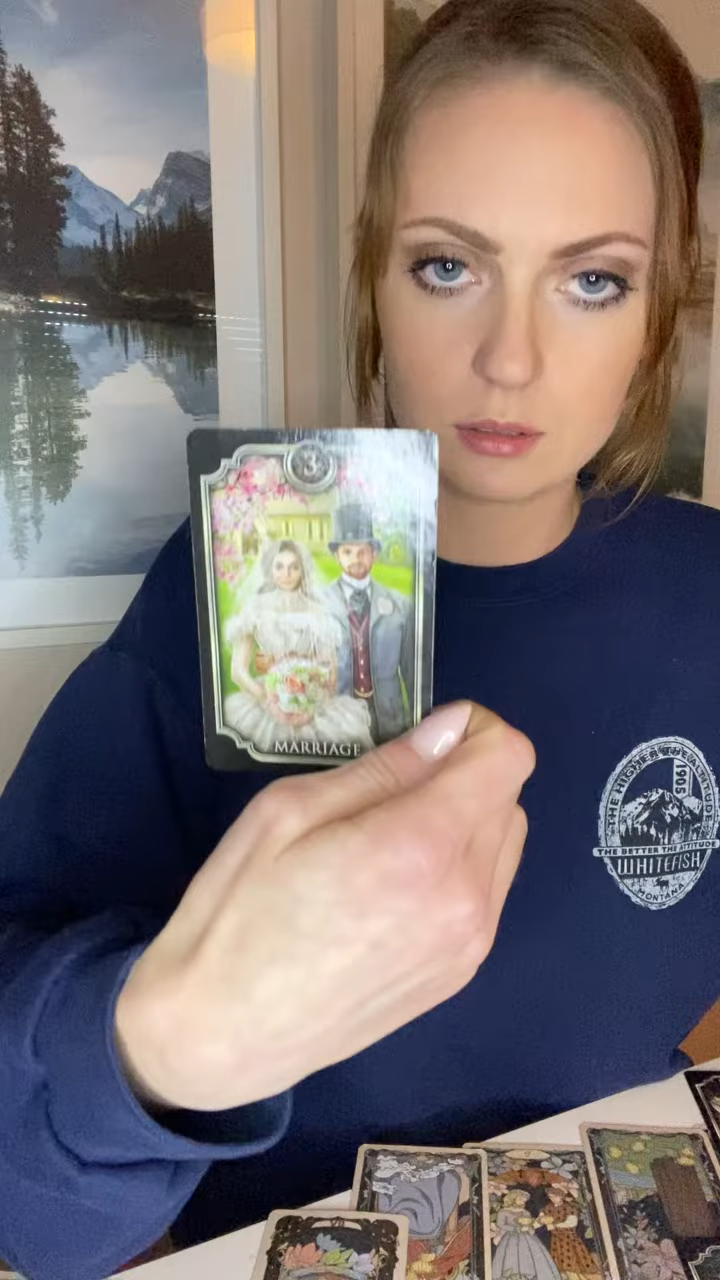 3
MARRIAGE
THE HIGHER THE ALTITUDE
1905
THE BETTER THE ATTITUDE
WHITEFISH
MONTANA